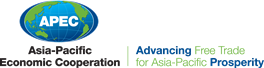 APEC
Asia-Pacific
Economic Cooperation
Advancing Free Trade
for Asia-Pacific Prosperity